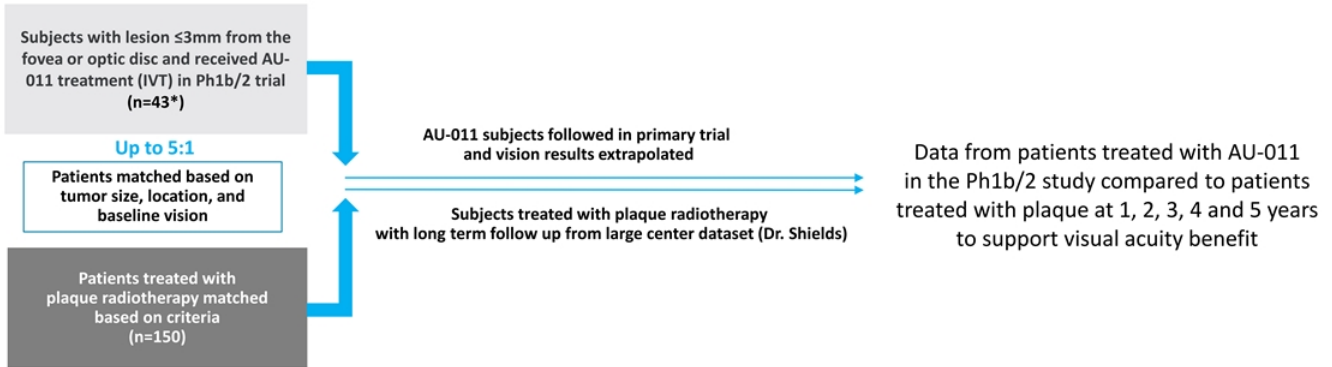 Subjects with lesion ≤3mm from the
fovea or optic disc and received AU-
011 treatment (IVT) in Ph1b/2 trial
(n=43*)
Up to 5:1
Patients matched based on
tumor size, location, and
baseline vision
Patients treated with
plaque radiotherapy matched
based on criteria
(n=150)
AU-011 subjects followed in primary trial
and vision results extrapolated
Subjects treated with plaque radiotherapy
with long term follow up from large center dataset (Dr. Shields)
Data from patients treated with AU-011
in the Ph1b/2 study compared to patients
treated with plaque at 1, 2, 3, 4 and 5 years
to support visual acuity benefit